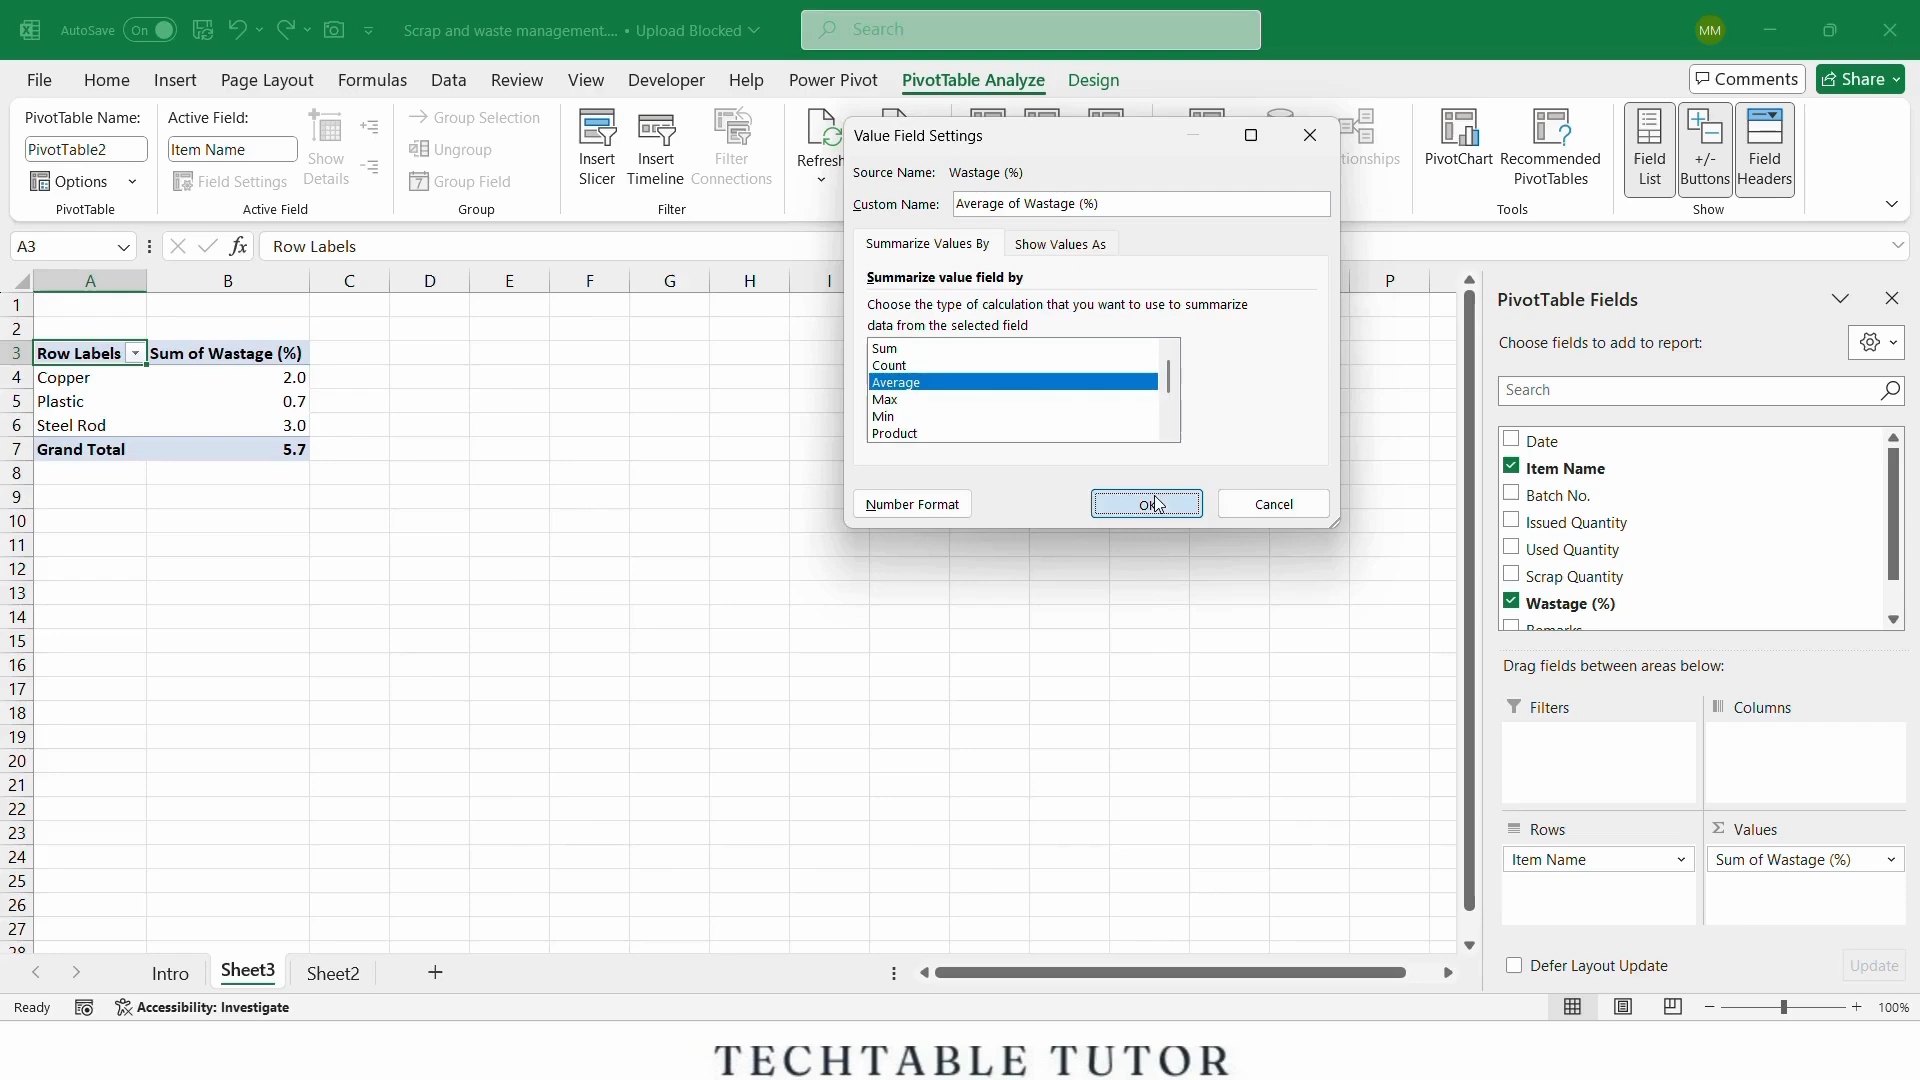 AutoSave On Scrap and waste management.... • Upload Blocked Search MM
File Home Insert Page Layout Formulas Data Review View Developer Help Power Pivot PivotTable Analyze Design Comments Share
PivotTable Name:
PivotTable2
Options
PivotTable
Active Field:
Item Name
Field Settings
Show
Details
Active Field
Group Selection
Ungroup
Group Field
Group
Insert
Slicer
Insert
Timeline
Filter
Connections
Filter
Refresh
PivotChart
Recommended
PivotTables
Tools
Field
List
+/-
Buttons
Field
Headers
Show
A3 fx Row Labels
A B C D E F G H I P
1
2
3 Row Labels Sum of Wastage (%)
4 Copper 2.0
5 Plastic 0.7
6 Steel Rod 3.0
7 Grand Total 5.7
8
9
10
11
12
13
14
15
16
17
18
19
20
21
22
23
24
25
26
27
28
Value Field Settings
Source Name: Wastage (%)
Custom Name: Average of Wastage (%)
Summarize Values By Show Values As
Summarize value field by
Choose the type of calculation that you want to use to summarize
data from the selected field
Sum
Count
Average
Max
Min
Product
Number Format OK Cancel
PivotTable Fields
Choose fields to add to report:
Search
Date
Item Name
Batch No.
Issued Quantity
Used Quantity
Scrap Quantity
Wastage (%)
Remarks
Drag fields between areas below:
Filters Columns
Rows Values
Item Name Sum of Wastage (%)
Defer Layout Update Update
Intro Sheet3 Sheet2
Ready Accessibility: Investigate 100%
TECHTABLE TUTOR